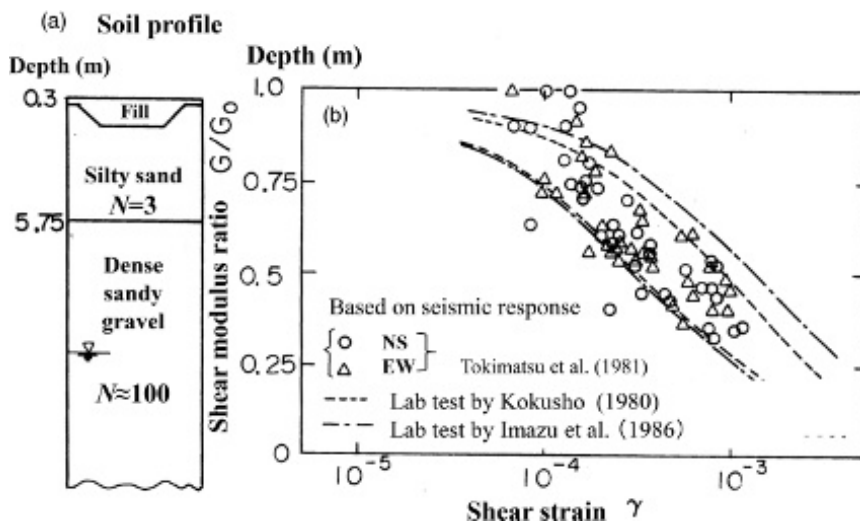 (a) Soil profile
Depth (m)
0.3
Fill
Silty sand
N=3
5.75
Dense
sandy
gravel
N≈100
Depth (m)
Shear modulus ratio G/G0
1.0
0.75
0.5
0.25
0
(b)
Based on seismic response
NS
EW
Tokimatsu et al. (1981)
Lab test by Kokusho (1980)
Lab test by Imazu et al. (1986)
10-5
10-4
10-3
Shear strain γ